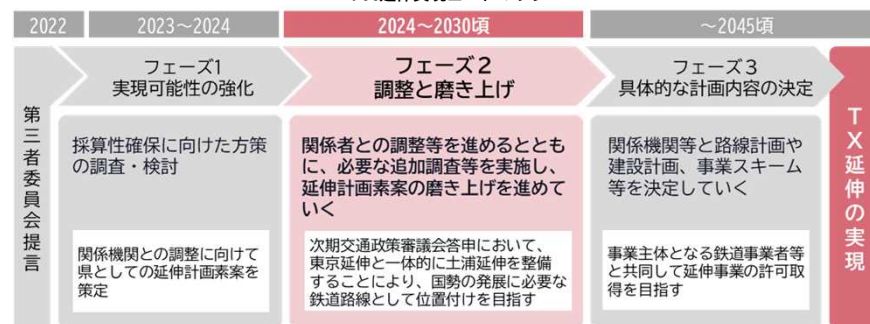 2022
2023～2024
2024～2030頃
～2045頃
第三者委員会提言
フェーズ1
実現可能性の強化
採算性確保に向けた方策
の調査・検討
関係機関との調整に向けて
県としての延伸計画素案を
策定
フェーズ２
調整と磨き上げ
関係者との調整等を進めるととも
に、必要な追加調査等を実施し、
延伸計画素案の磨き上げを進めて
いく
次期交通政策審議会答申において、
東京延伸と一体的に土浦延伸を整備
することにより、国勢の発展に必要な
鉄道路線として位置付けを目指す
フェーズ３
具体的な計画内容の決定
関係機関等と路線計画や
建設計画、事業スキーム
等を決定していく
事業主体となる鉄道事業者等
と共同して延伸事業の許可取
得を目指す
TX延伸の実現